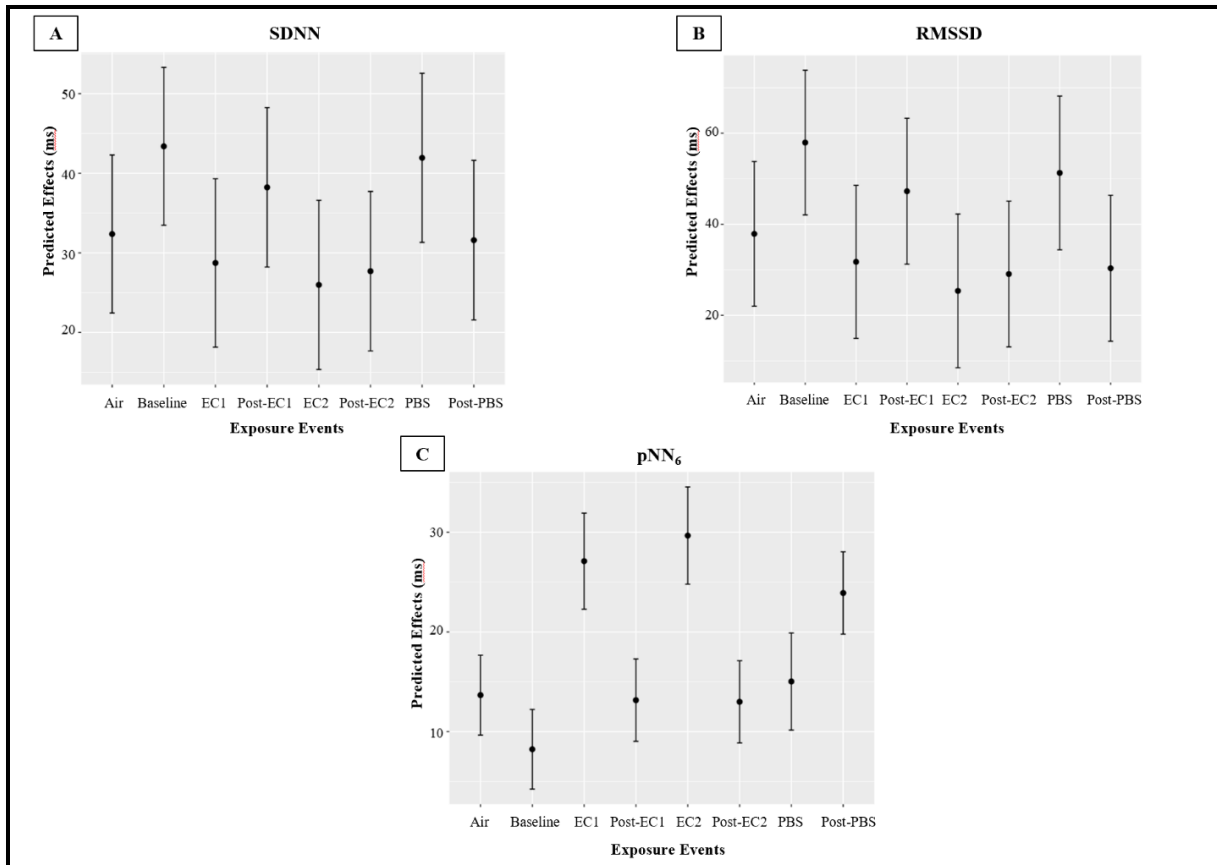 A
SDNN
Predicted Effects (ms)
50
40
30
20
Air Baseline EC1 Post-EC1 EC2 Post-EC2 PBS Post-PBS
Exposure Events
B
RMSSD
Predicted Effects (ms)
60
40
20
Air Baseline EC1 Post-EC1 EC2 Post-EC2 PBS Post-PBS
Exposure Events
C
pNN₆
Predicted Effects (ms)
30
20
10
Air Baseline EC1 Post-EC1 EC2 Post-EC2 PBS Post-PBS
Exposure Events